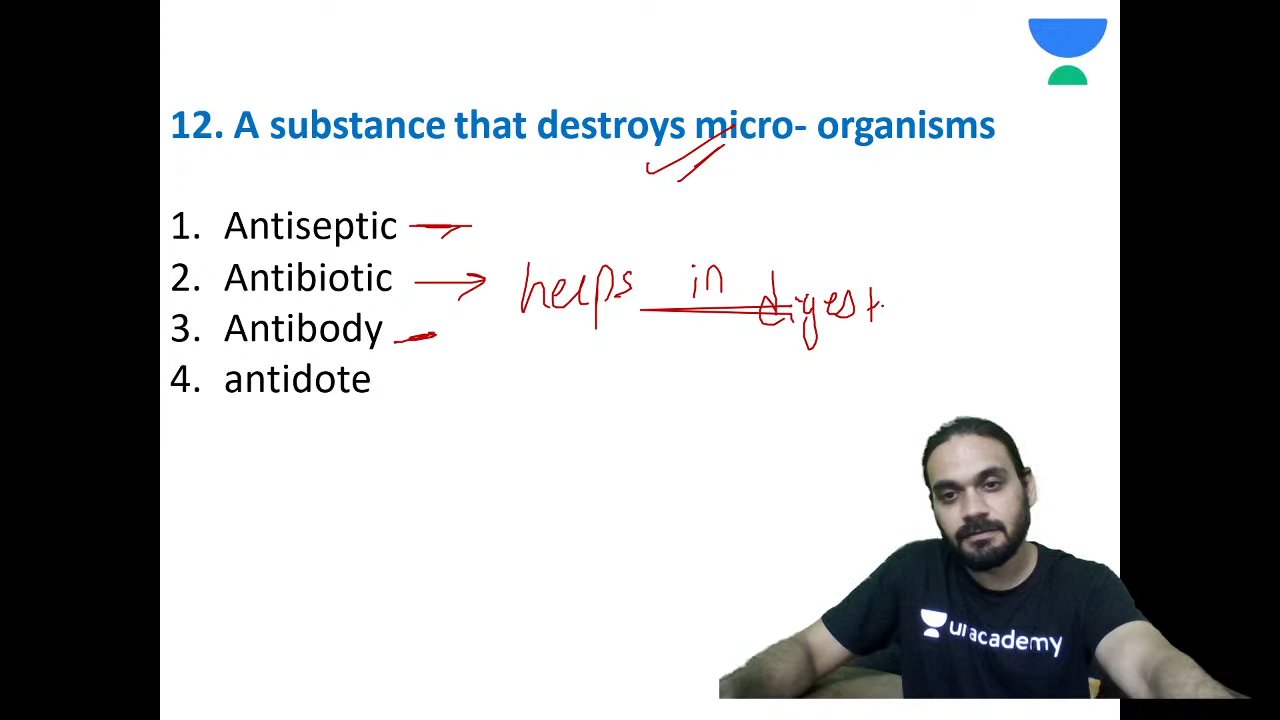 12. A substance that destroys micro- organisms
1. Antiseptic
2. Antibiotic helps in digest
3. Antibody
4. antidote
unacademy